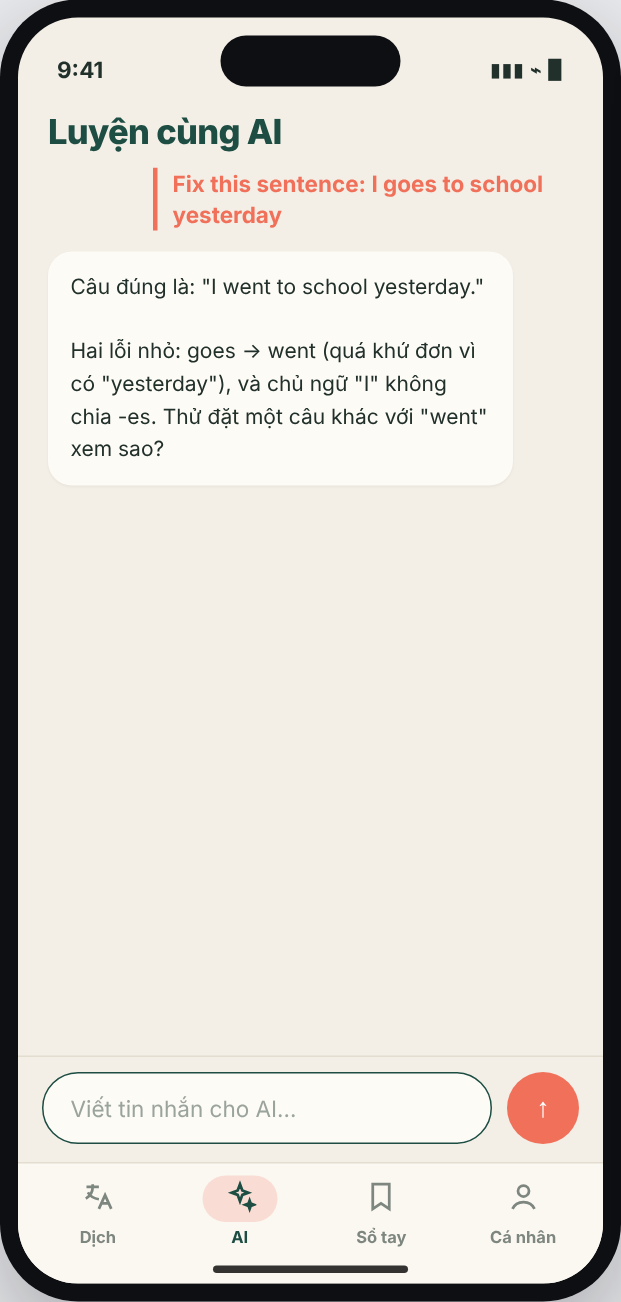 9:41
Luyện cùng AI
Fix this sentence: I goes to school
yesterday
Câu đúng là: "I went to school yesterday."
Hai lỗi nhỏ: goes → went (quá khứ đơn vì
có "yesterday"), và chủ ngữ "I" không
chia -es. Thử đặt một câu khác với "went"
xem sao?
Viết tin nhắn cho AI...
↑
Dịch
AI
Sổ tay
Cá nhân